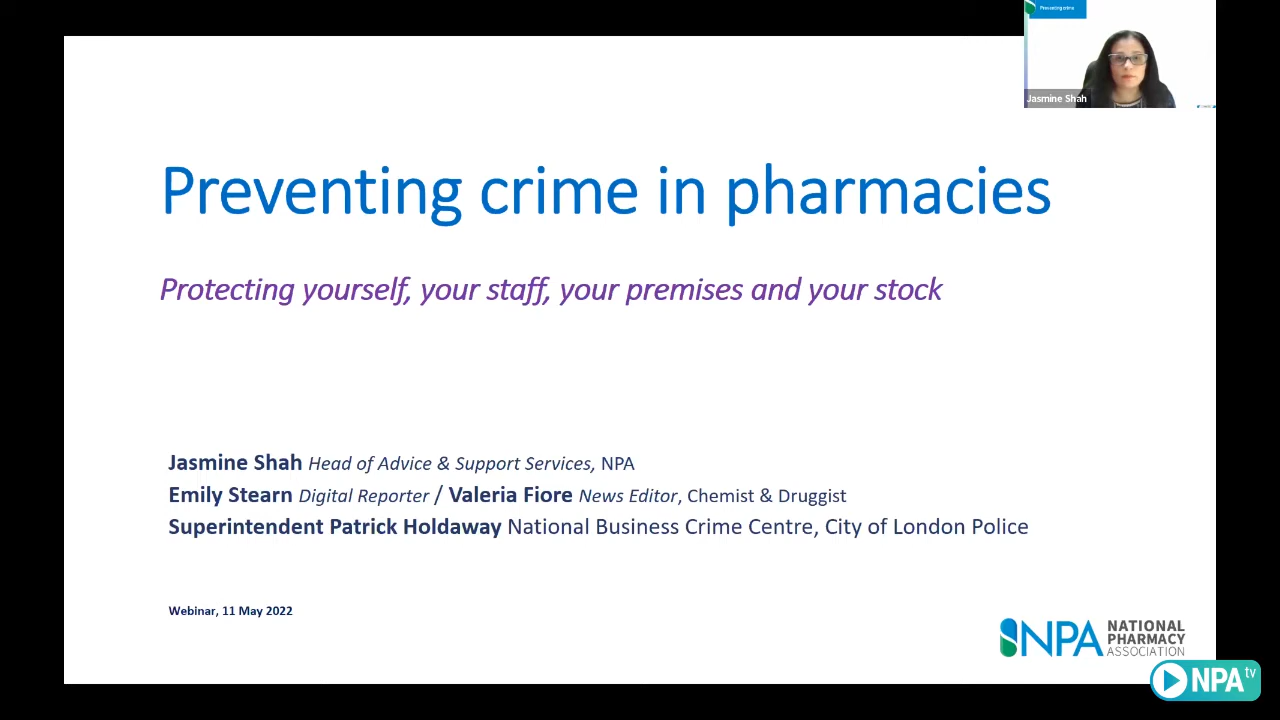 Preventing crime
Jasmine Shah
Preventing crime in pharmacies
Protecting yourself, your staff, your premises and your stock
Jasmine Shah Head of Advice & Support Services, NPA
Emily Stearn Digital Reporter / Valeria Fiore News Editor, Chemist & Druggist
Superintendent Patrick Holdaway National Business Crime Centre, City of London Police
Webinar, 11 May 2022
NPA NATIONAL
PHARMACY
ASSOCIATION
NPA tv